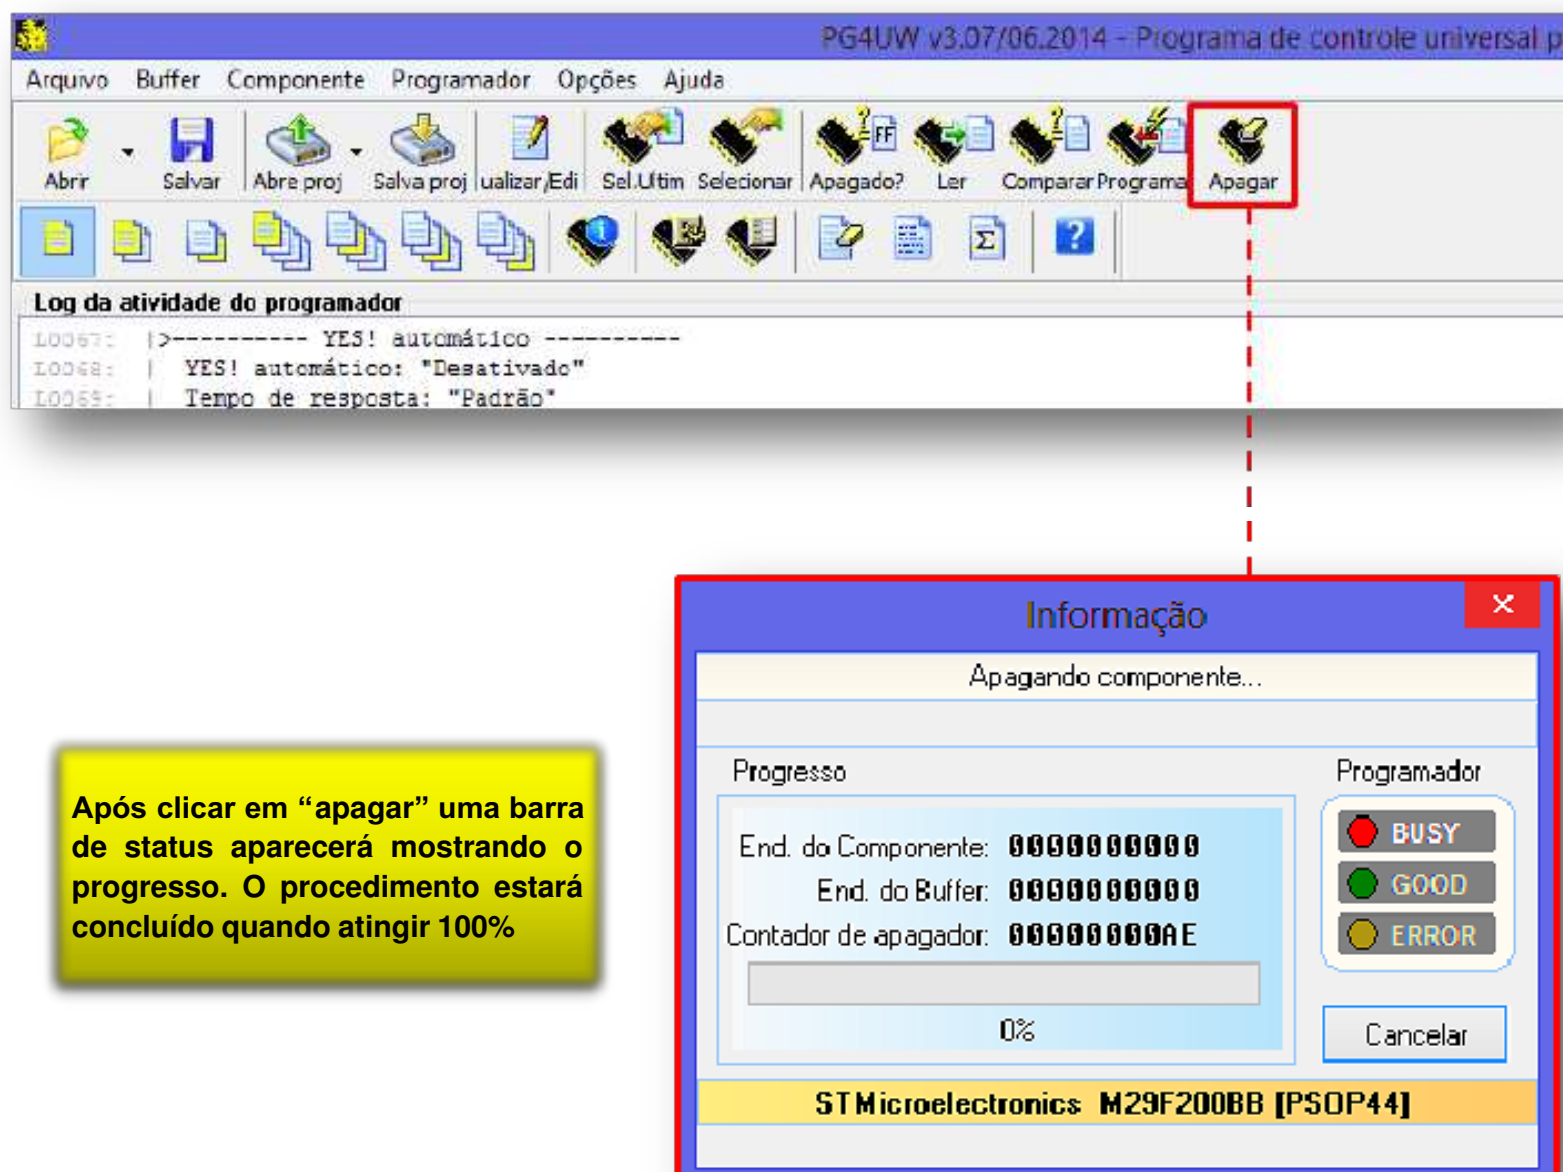 PG4UW v3.07/06.2014 - Programa de controle universal p
Arquivo Buffer Componente Programador Opções Ajuda
Abrir Salvar Abre proj Salva proj ualizar/Edi Sel.Ultim Selecionar Apagado? Ler Comparar Programa Apagar
Log da atividade do programador
L0067: |>---------- YES! automático ----------
L0068: | YES! automático: "Desativado"
L0069: | Tempo de resposta: "Padrão"
Informação
Apagando componente...
Progresso
Programador
End. do Componente: 0000000000
End. do Buffer: 0000000000
Contador de apagador: 00000000AE
0%
BUSY
GOOD
ERROR
Cancelar
STMicroelectronics M29F200BB [PSOP44]
Após clicar em “apagar” uma barra
de status aparecerá mostrando o
progresso. O procedimento estará
concluído quando atingir 100%